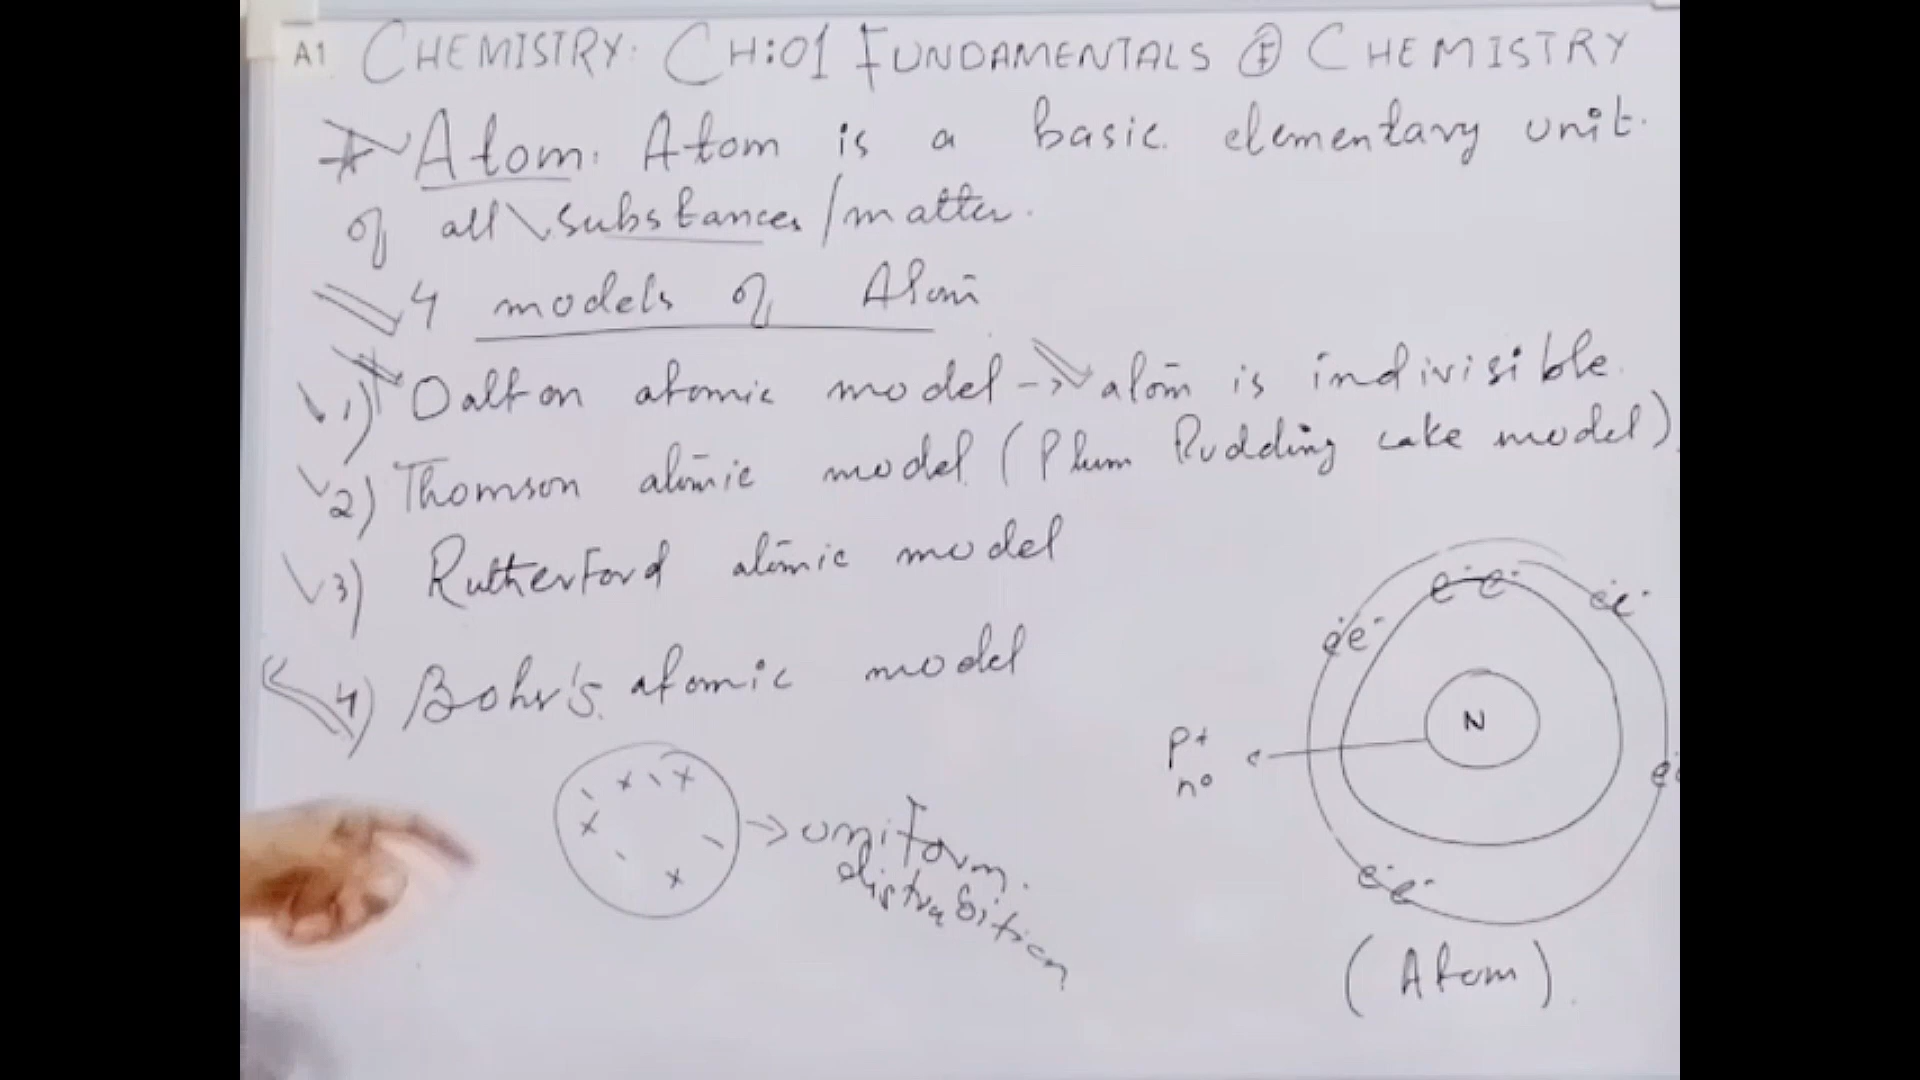 A1 CHEMISTRY: CH:01 FUNDAMENTALS OF CHEMISTRY
Atom. Atom is a basic elementary unit.
of all substances/matter.
4 models of Atom
1) Dalton atomic model -> atom is indivisible.
2) Thomson atomic model (Plum Pudding cake model)
3) Rutherford atomic model
4) Bohr's atomic model
x - x
x
x
-> uniform.
distrubition
e- e-
e- e-
e- e-
N
P+
n°
e-
e- e-
(Atom)